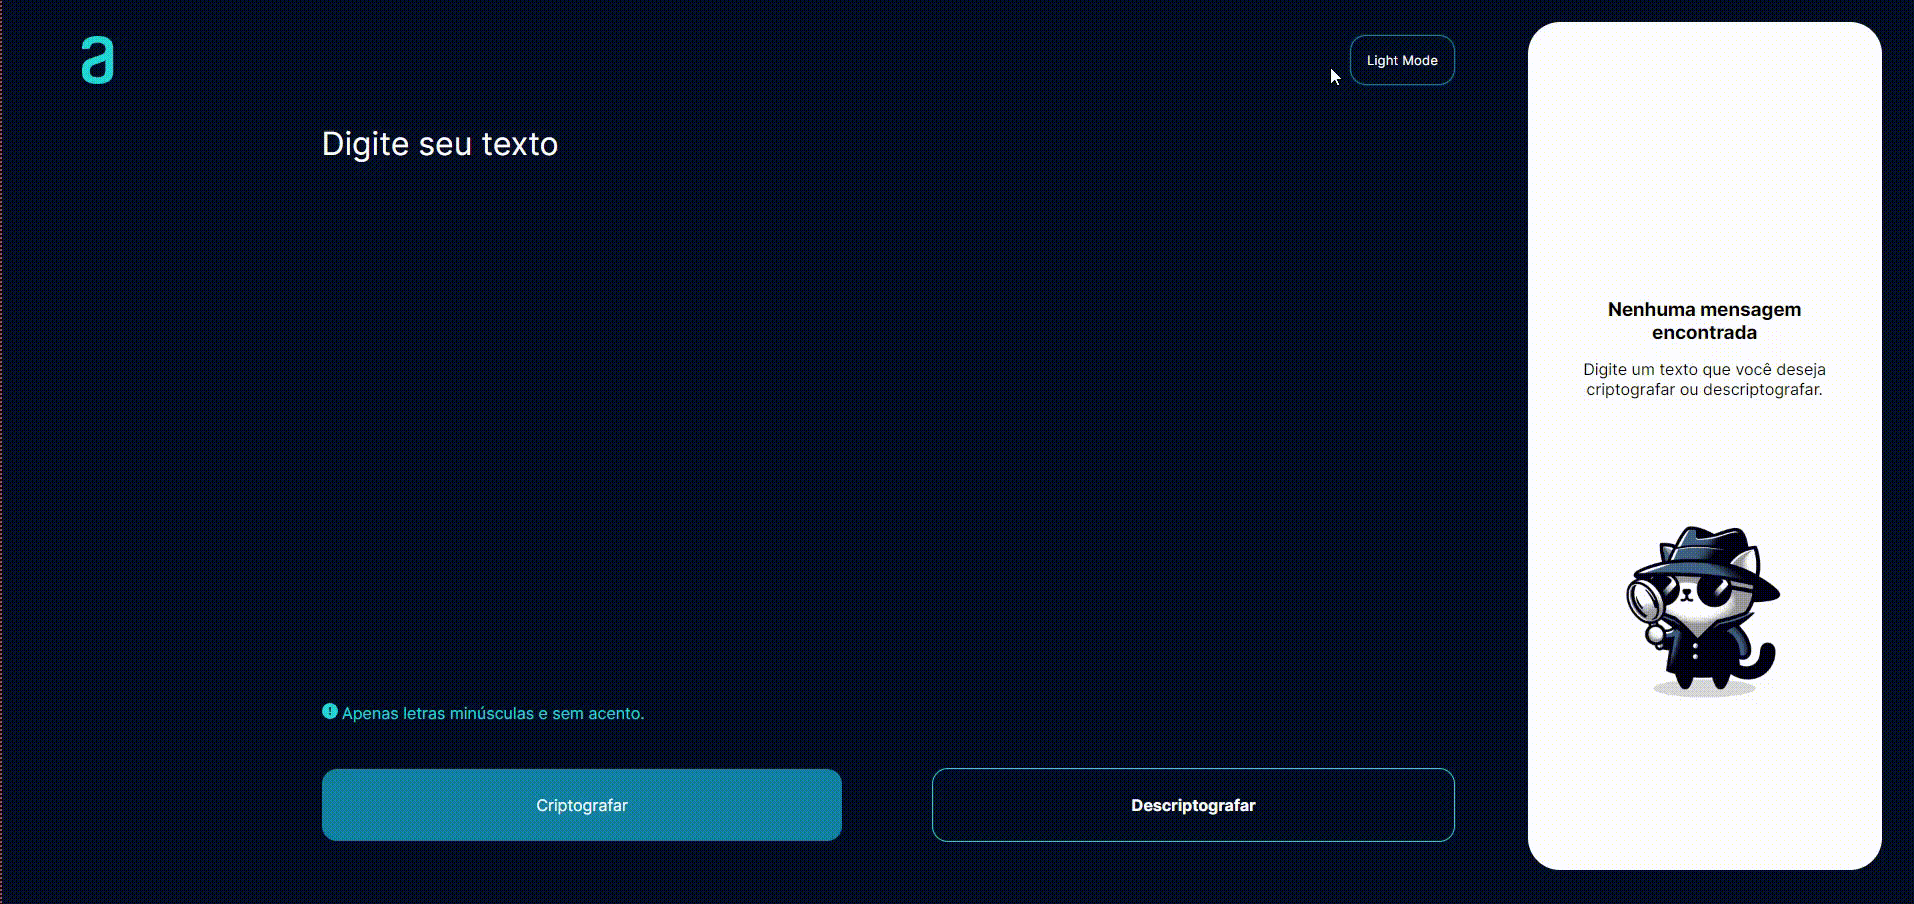 a
Light Mode
Digite seu texto
Nenhuma mensagem
encontrada
Digite um texto que você deseja
criptografar ou descriptografar.
Apenas letras minúsculas e sem acento.
Criptografar
Descriptografar